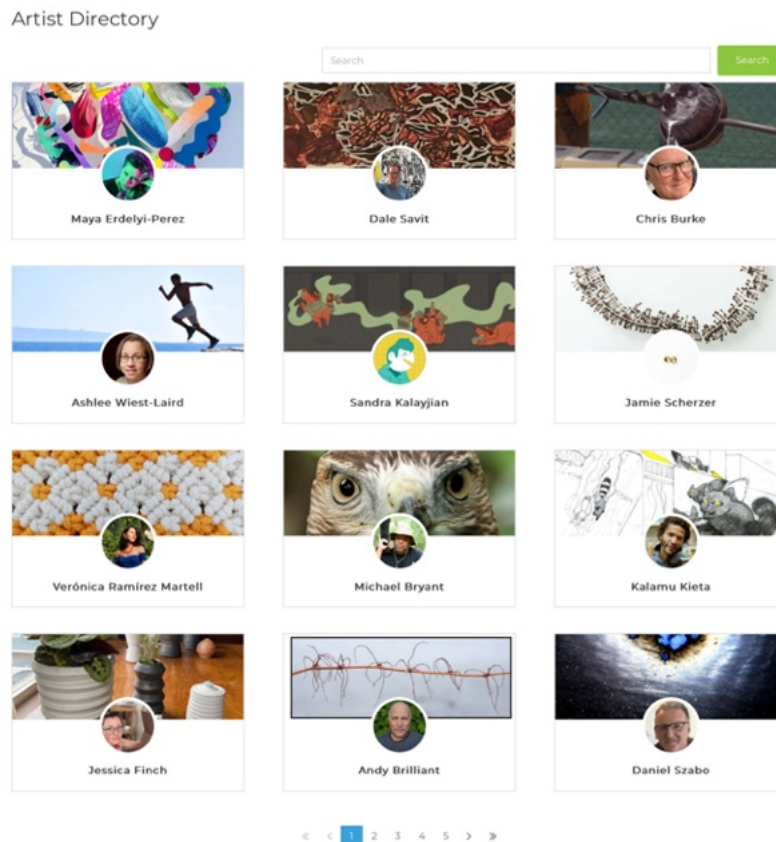 Artist Directory
Search
Search
Maya Erdelyi-Perez
Dale Savit
Chris Burke
Ashlee Wiest-Laird
Sandra Kalayjian
Jamie Scherzer
Verónica Ramírez Martell
Michael Bryant
Kalamu Kieta
Jessica Finch
Andy Brilliant
Daniel Szabo
« ‹ 1 2 3 4 5 › »